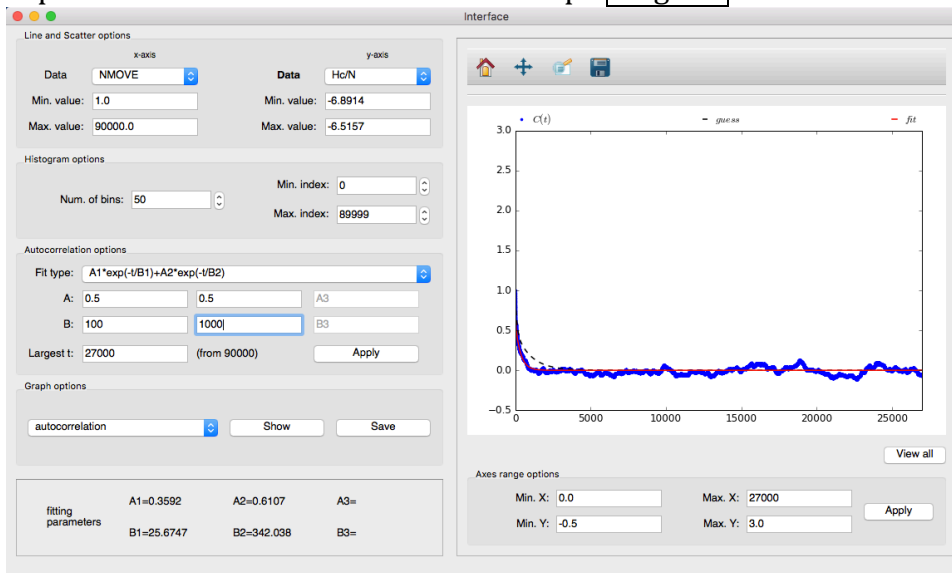 Interface
Line and Scatter options
x-axis y-axis
Data NMOVE Data Hc/N
Min. value: 1.0 Min. value: -6.8914
Max. value: 90000.0 Max. value: -6.5157
Histogram options
Num. of bins: 50
Min. index: 0
Max. index: 89999
Autocorrelation options
Fit type: A1*exp(-t/B1)+A2*exp(-t/B2)
A: 0.5 0.5 A3
B: 100 1000 B3
Largest t: 27000 (from 90000) Apply
Graph options
autocorrelation Show Save
fitting parameters
A1=0.3592 A2=0.6107 A3=
B1=25.6747 B2=342.038 B3=
C(t) guess fit
3.0
2.5
2.0
1.5
1.0
0.5
0.0
−0.5
0 5000 10000 15000 20000 25000
View all
Axes range options
Min. X: 0.0 Max. X: 27000
Min. Y: -0.5 Max. Y: 3.0
Apply